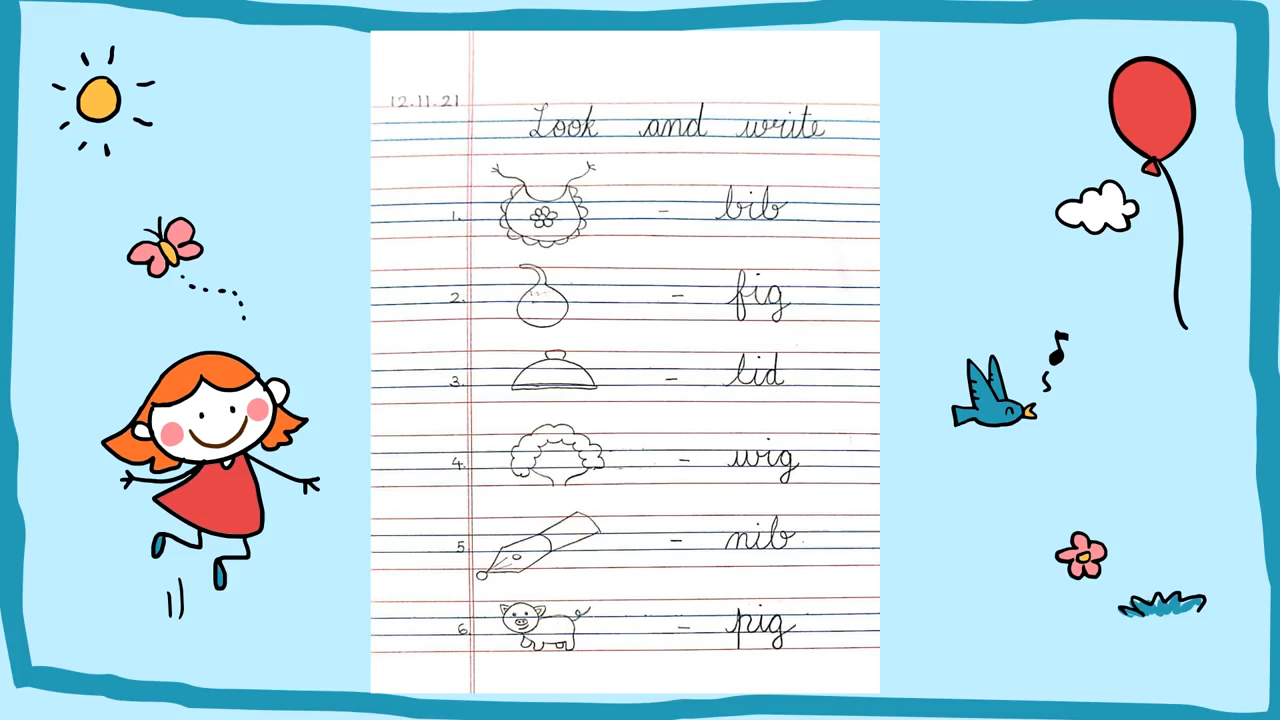 12.11.21
Look and write
1. - bib
2. - fig
3. - lid
4. - wig
5. - nib
6. - pig